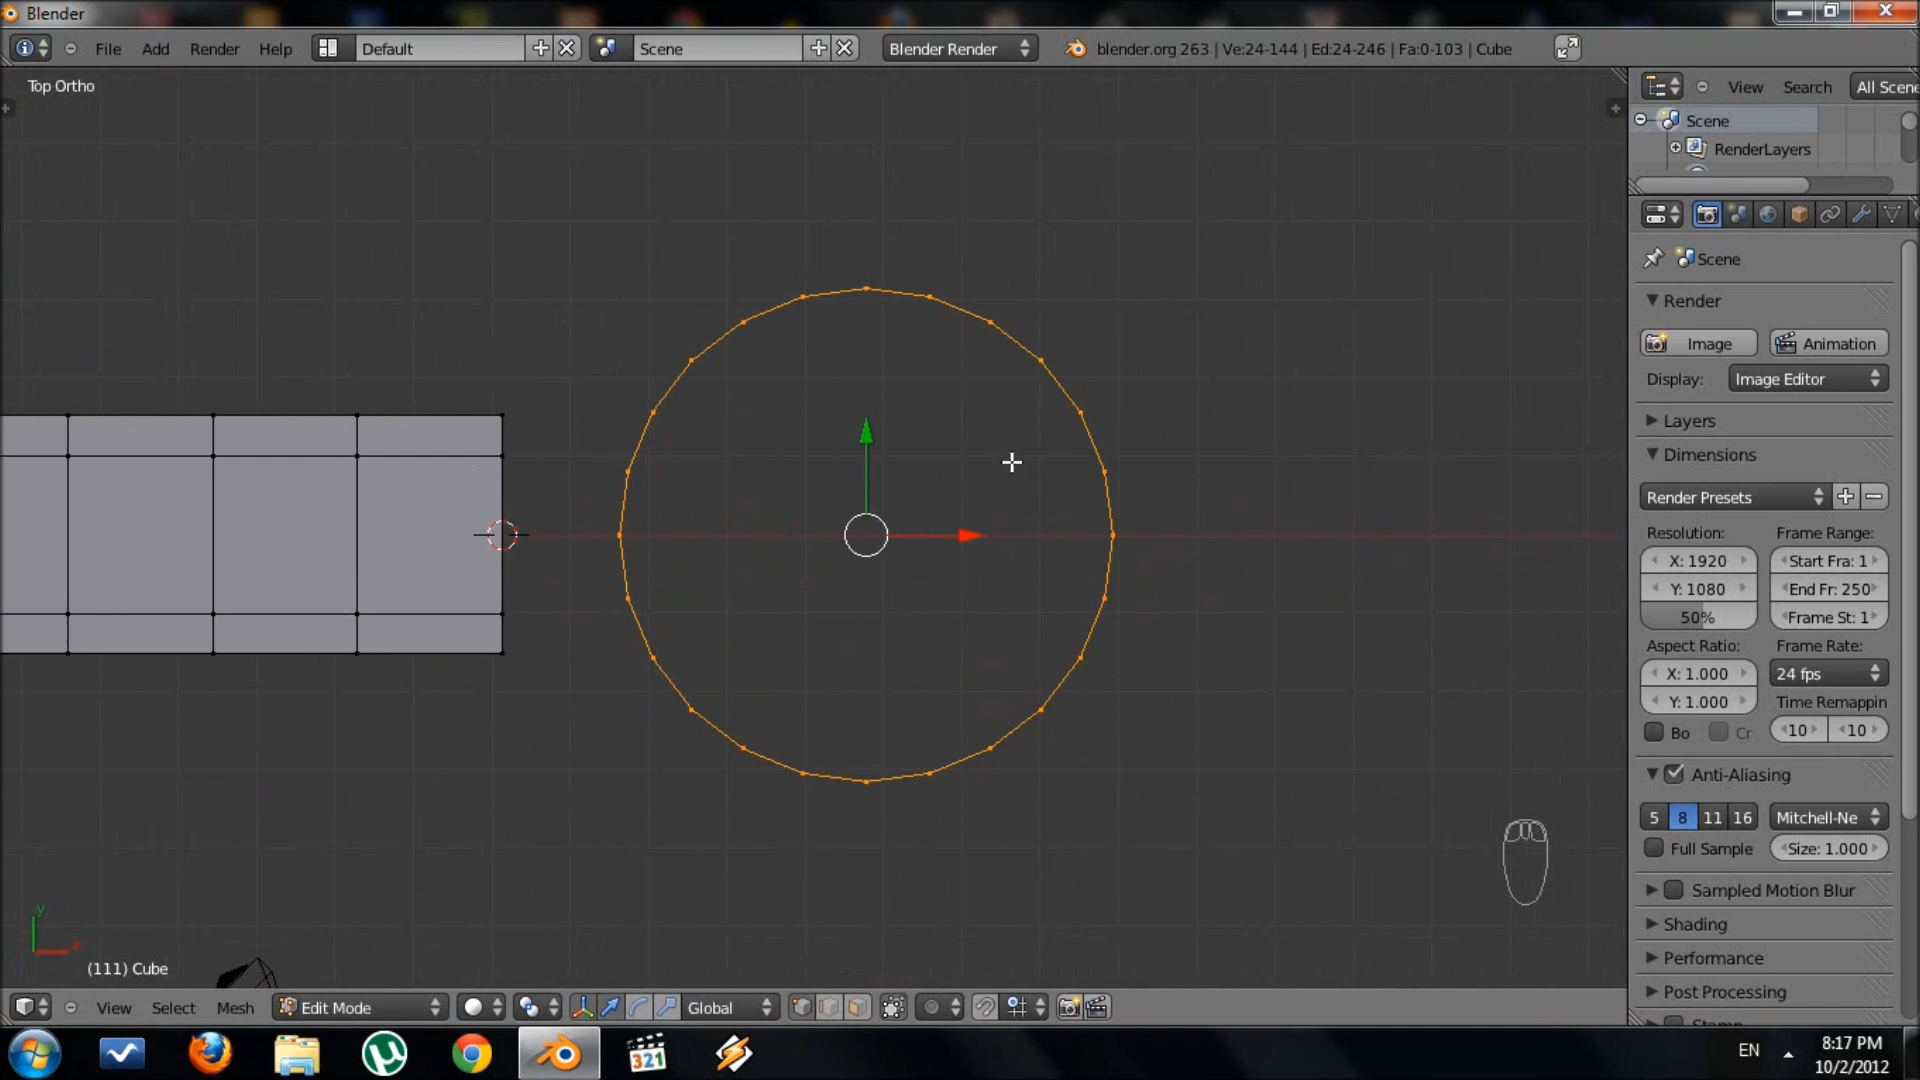 Blender
File Add Render Help Default Scene Blender Render blender.org 263 | Ve:24-144 | Ed:24-246 | Fa:0-103 | Cube
Top Ortho
View Search All Scene
Scene
RenderLayers
Scene
Render
Image Animation
Display: Image Editor
Layers
Dimensions
Render Presets
Resolution: Frame Range:
X: 1920 Start Fra: 1
Y: 1080 End Fr: 250
50% Frame St: 1
Aspect Ratio: Frame Rate:
X: 1.000 24 fps
Y: 1.000 Time Remappin
Bo Cr 10 10
Anti-Aliasing
5 8 11 16 Mitchell-Ne
Full Sample Size: 1.000
Sampled Motion Blur
Shading
Performance
Post Processing
y
(111) Cube
View Select Mesh Edit Mode Global
321
EN 8:17 PM
10/2/2012